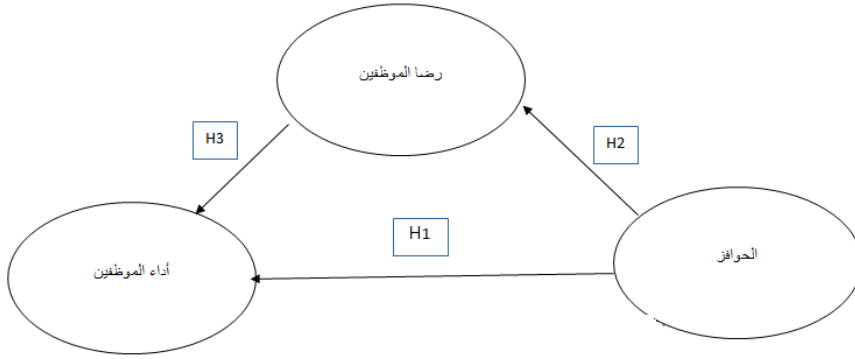 رضا الموظفين
H3
H2
H1
الحوافز
أداء الموظفين